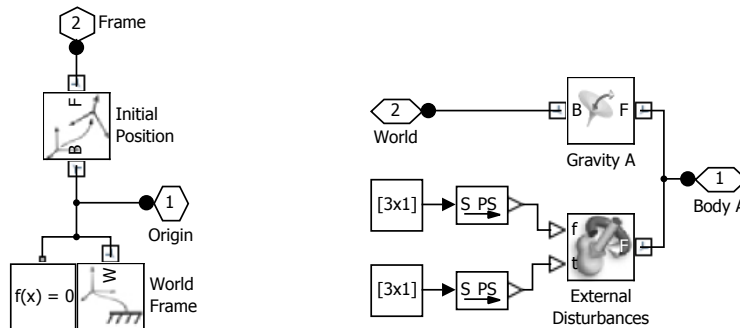 2
Frame
F
Initial
Position
B
1
Origin
W
f(x) = 0
World
Frame
2
World
B
F
Gravity A
1
Body A
[3x1]
S PS
f
F
t
[3x1]
S PS
External
Disturbances